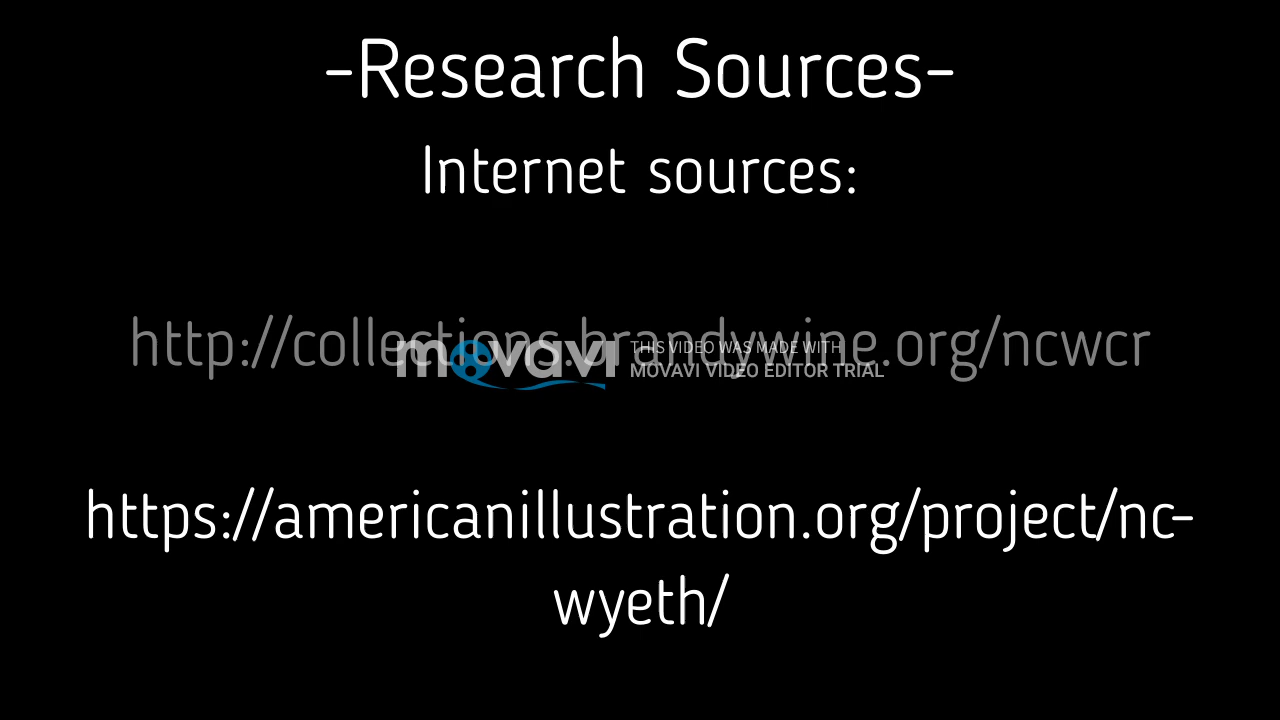 -Research Sources-
Internet sources:
http://collections.brandywine.org/ncwcr
movavi
THIS VIDEO WAS MADE WITH
MOVAVI VIDEO EDITOR TRIAL
https://americanillustration.org/project/nc-
wyeth/